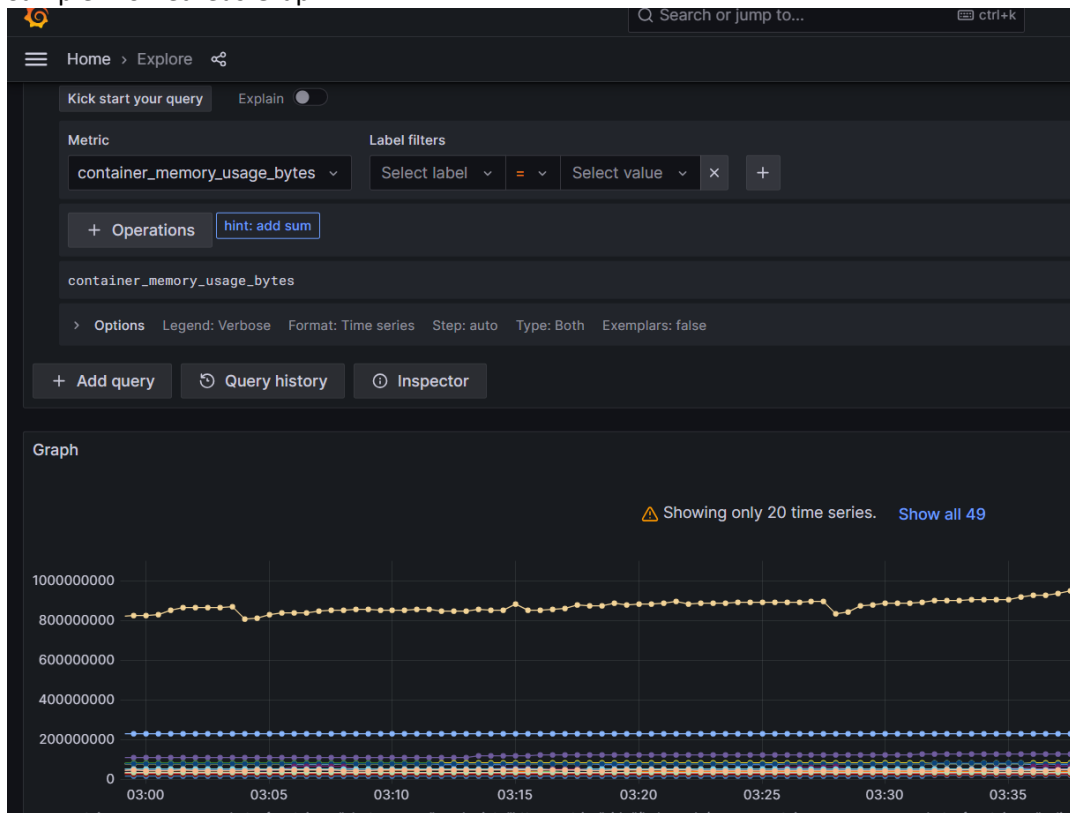 Search or jump to... ctrl+k
Home › Explore
Kick start your query Explain
Metric Label filters
container_memory_usage_bytes Select label = Select value × +
+ Operations hint: add sum
container_memory_usage_bytes
> Options Legend: Verbose Format: Time series Step: auto Type: Both Exemplars: false
+ Add query Query history Inspector
Graph
Showing only 20 time series. Show all 49
1000000000
800000000
600000000
400000000
200000000
0
03:00 03:05 03:10 03:15 03:20 03:25 03:30 03:35